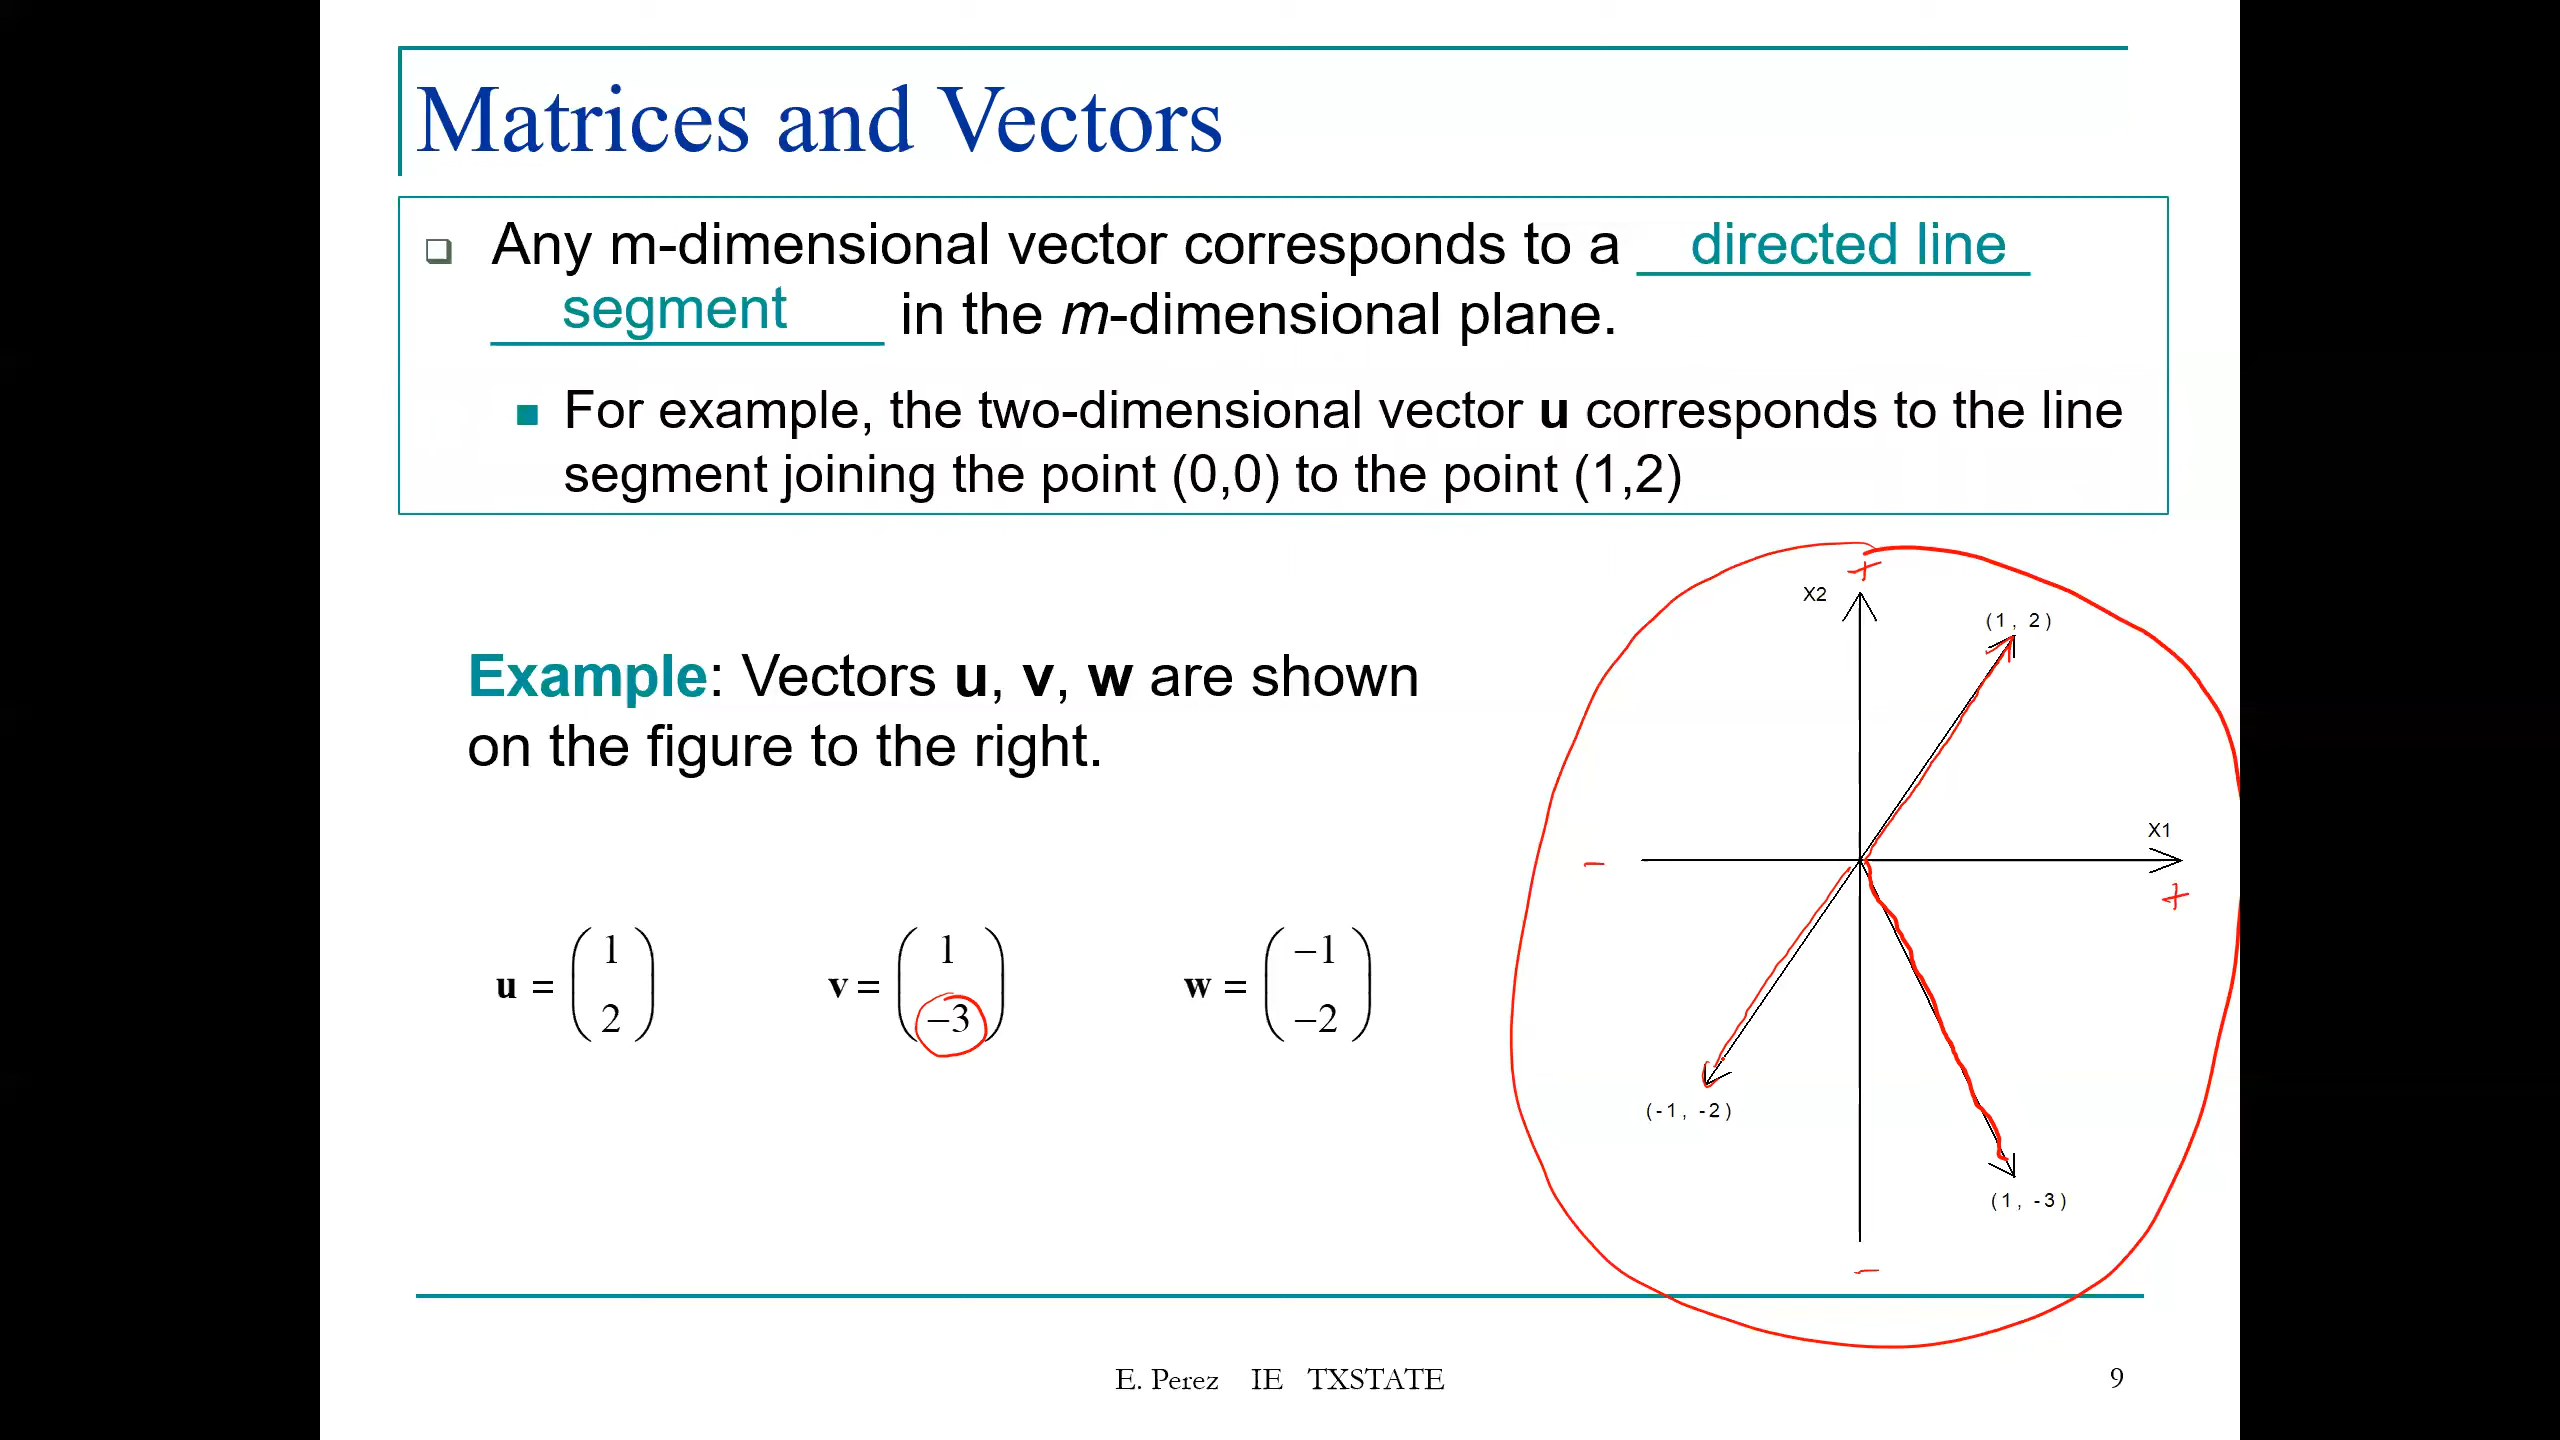 Matrices and Vectors
❑ Any m-dimensional vector corresponds to a directed line
segment in the m-dimensional plane.
■ For example, the two-dimensional vector u corresponds to the line
segment joining the point (0,0) to the point (1,2)
Example: Vectors u, v, w are shown
on the figure to the right.
u = (1
2)
v = (1
−3)
w = (−1
−2)
+
X2
(1, 2)
X1
−
+
(-1, -2)
(1, -3)
−
E. Perez IE TXSTATE
9